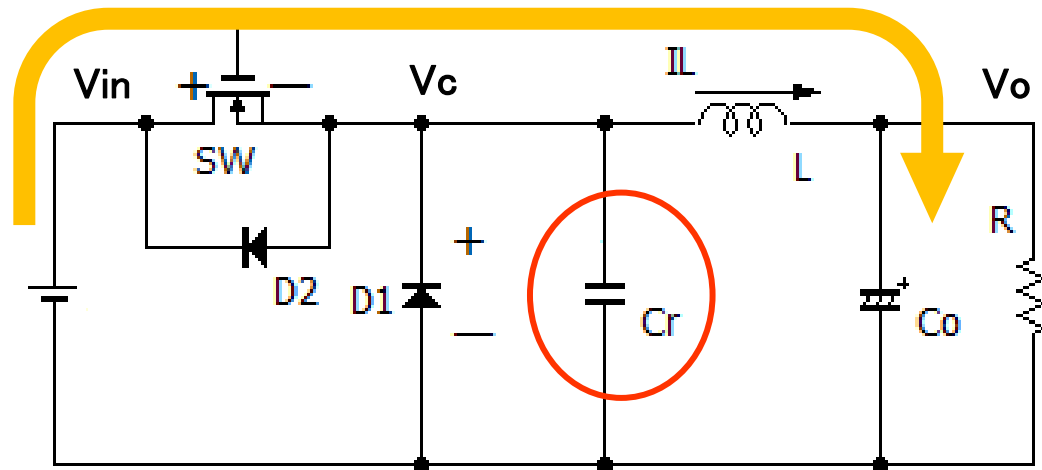 Vin
+
—
Vc
IL
Vo
SW
L
D2
D1
+
—
Cr
+
Co
R